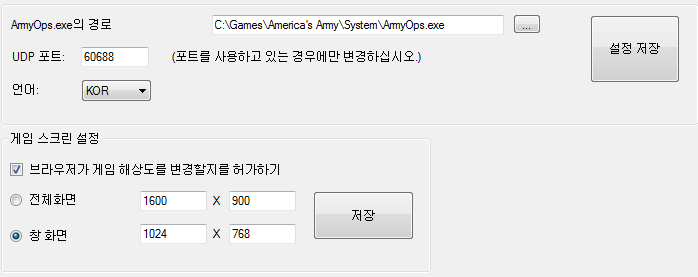 ArmyOps.exe의 경로 C:\Games\America's Army\System\ArmyOps.exe ...
UDP 포트: 60688 (포트를 사용하고 있는 경우에만 변경하십시오.)
설정 저장
언어: KOR
게임 스크린 설정
브라우저가 게임 해상도를 변경할지를 허가하기
전체화면 1600 X 900
저장
창 화면 1024 X 768